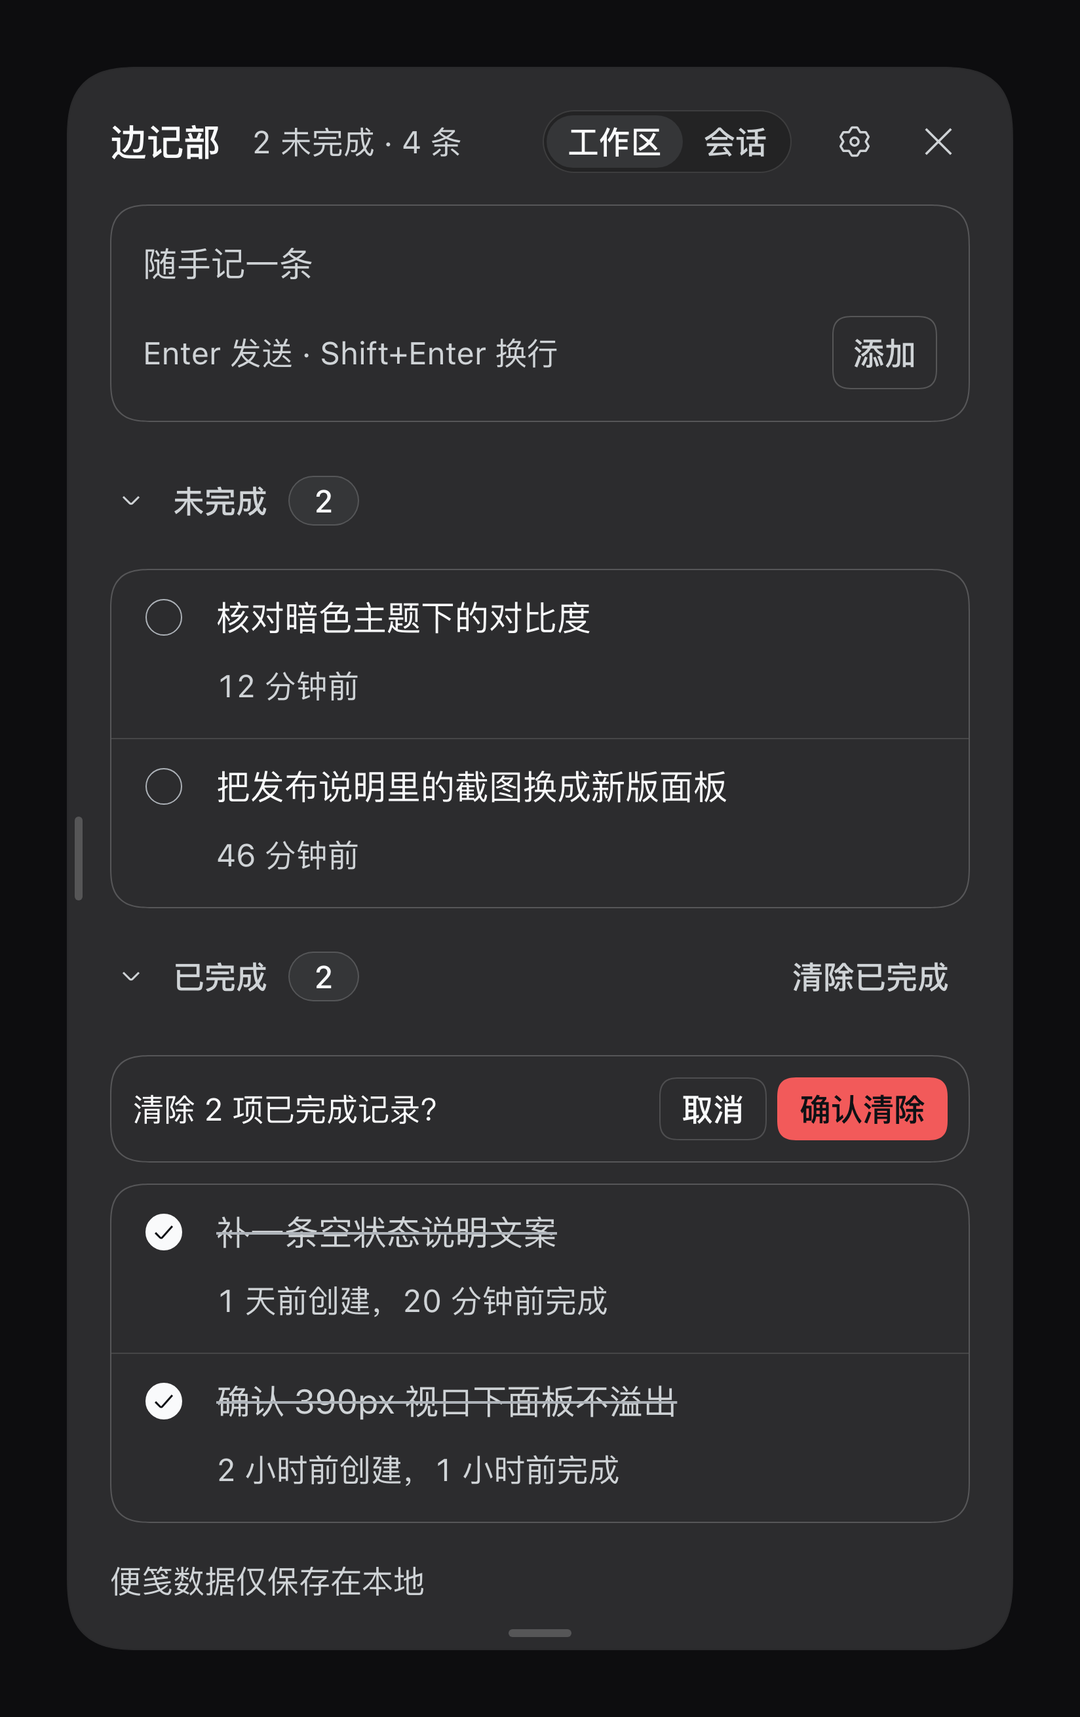 边记部 2 未完成 · 4 条 工作区 会话
随手记一条
Enter 发送 · Shift+Enter 换行 添加
未完成 2
核对暗色主题下的对比度
12 分钟前
把发布说明里的截图换成新版面板
46 分钟前
已完成 2 清除已完成
清除 2 项已完成记录? 取消 确认清除
补一条空状态说明文案
1 天前创建，20 分钟前完成
确认 390px 视口下面板不溢出
2 小时前创建，1 小时前完成
便笺数据仅保存在本地